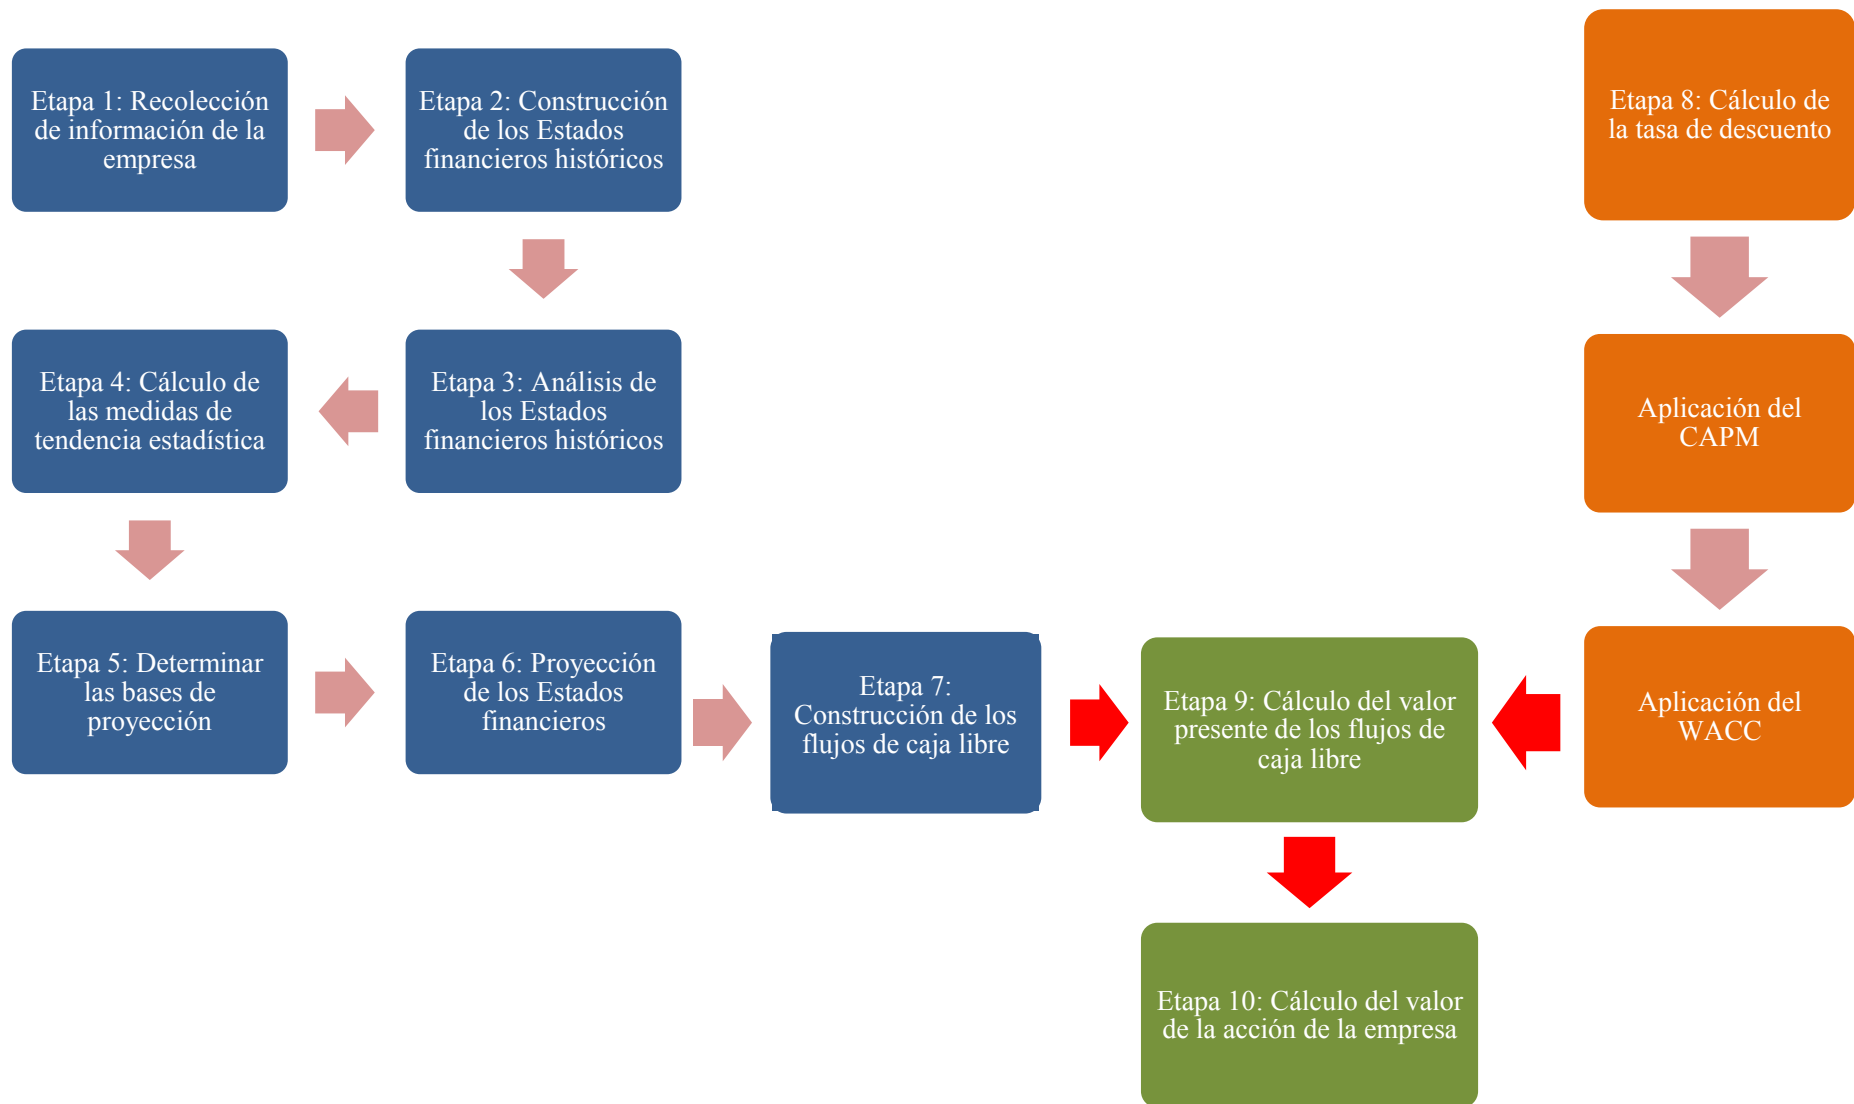 Etapa 1: Recolección
de información de la
empresa
Etapa 2: Construcción
de los Estados
financieros históricos
Etapa 8: Cálculo de
la tasa de descuento
Etapa 4: Cálculo de
las medidas de
tendencia estadística
Etapa 3: Análisis de
los Estados
financieros históricos
Aplicación del
CAPM
Etapa 5: Determinar
las bases de
proyección
Etapa 6: Proyección
de los Estados
financieros
Etapa 7:
Construcción de los
flujos de caja libre
Etapa 9: Cálculo del valor
presente de los flujos de
caja libre
Aplicación del
WACC
Etapa 10: Cálculo del valor
de la acción de la empresa